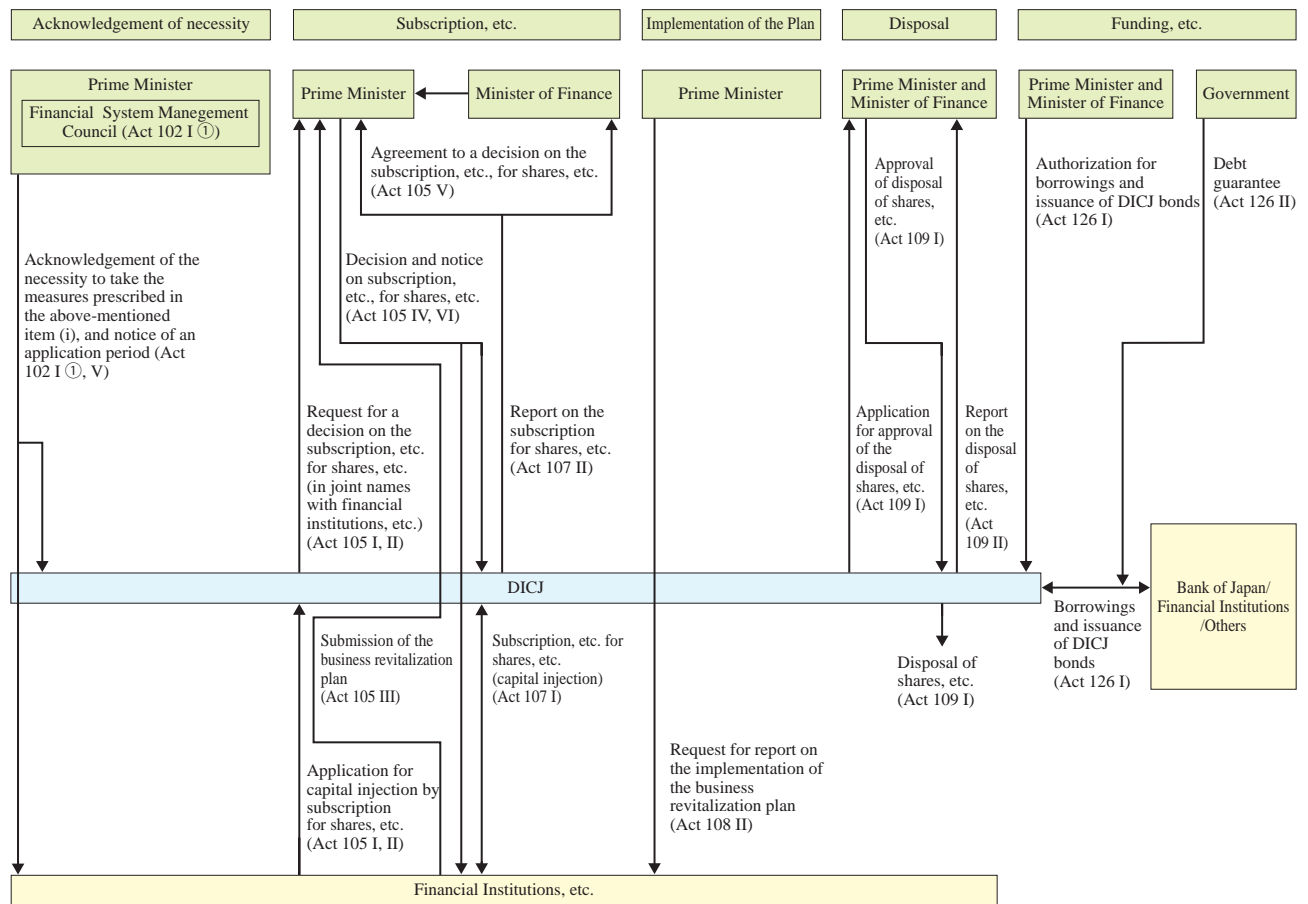 Acknowledgement of necessity
Subscription, etc.
Implementation of the Plan
Disposal
Funding, etc.
Prime Minister
Financial System Manegement
Council (Act 102 I ①)
Prime Minister
Minister of Finance
Prime Minister
Prime Minister and
Minister of Finance
Prime Minister and
Minister of Finance
Government
Agreement to a decision on the
subscription, etc., for shares, etc.
(Act 105 V)
Approval
of disposal
of shares,
etc.
(Act 109 I)
Authorization for
borrowings and
issuance of DICJ bonds
(Act 126 I)
Debt
guarantee
(Act 126 II)
Acknowledgement of the
necessity to take the
measures prescribed in
the above-mentioned
item (i), and notice of an
application period (Act
102 I ①, V)
Decision and notice
on subscription,
etc., for shares, etc.
(Act 105 IV, VI)
Request for a
decision on the
subscription, etc.
for shares, etc.
(in joint names
with financial
institutions, etc.)
(Act 105 I, II)
Report on the
subscription
for shares, etc.
(Act 107 II)
Application
for approval
of the
disposal of
shares, etc.
(Act 109 I)
Report
on the
disposal
of
shares,
etc.
(Act
109 II)
DICJ
Bank of Japan/
Financial Institutions
/Others
Submission of the
business revitalization
plan
(Act 105 III)
Subscription, etc. for
shares, etc.
(capital injection)
(Act 107 I)
Disposal of
shares, etc.
(Act 109 I)
Borrowings
and issuance
of DICJ
bonds
(Act 126 I)
Application for
capital injection by
subscription
for shares, etc.
(Act 105 I, II)
Request for report on
the implementation of
the business
revitalization plan
(Act 108 II)
Financial Institutions, etc.